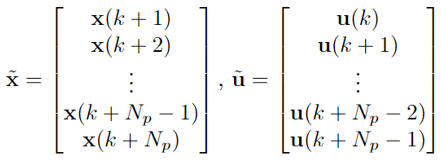 x̃ = [ x(k + 1) x(k + 2) ⋮ x(k + N_p − 1) x(k + N_p) ] , ũ = [ u(k) u(k + 1) ⋮ u(k + N_p − 2) u(k + N_p − 1) ]